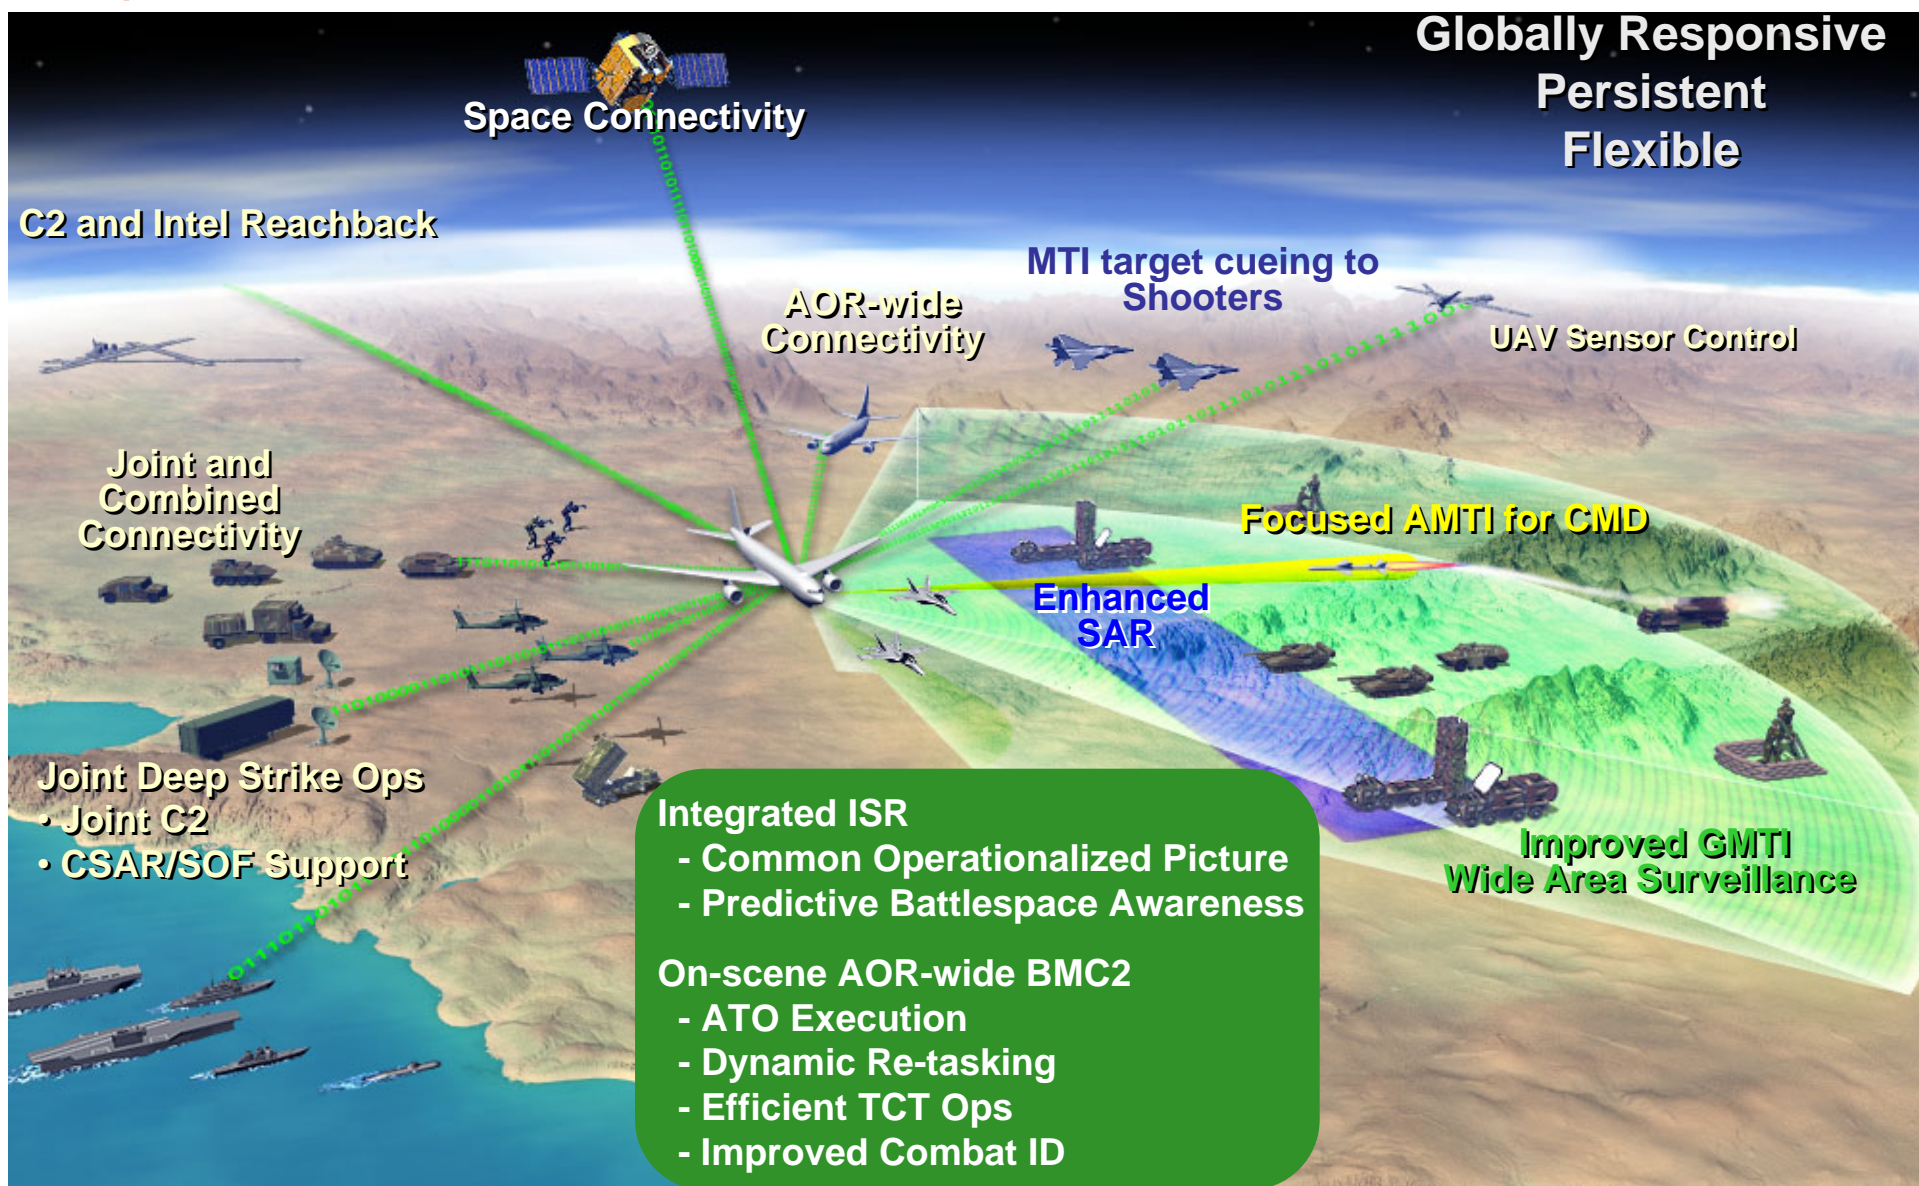 Globally Responsive
Persistent
Flexible
Space Connectivity
C2 and Intel Reachback
MTI target cueing to
Shooters
AOR-wide
Connectivity
UAV Sensor Control
Joint and
Combined
Connectivity
Focused AMTI for CMD
Enhanced
SAR
Joint Deep Strike Ops
• Joint C2
• CSAR/SOF Support
Improved GMTI
Wide Area Surveillance
Integrated ISR
- Common Operationalized Picture
- Predictive Battlespace Awareness
On-scene AOR-wide BMC2
- ATO Execution
- Dynamic Re-tasking
- Efficient TCT Ops
- Improved Combat ID